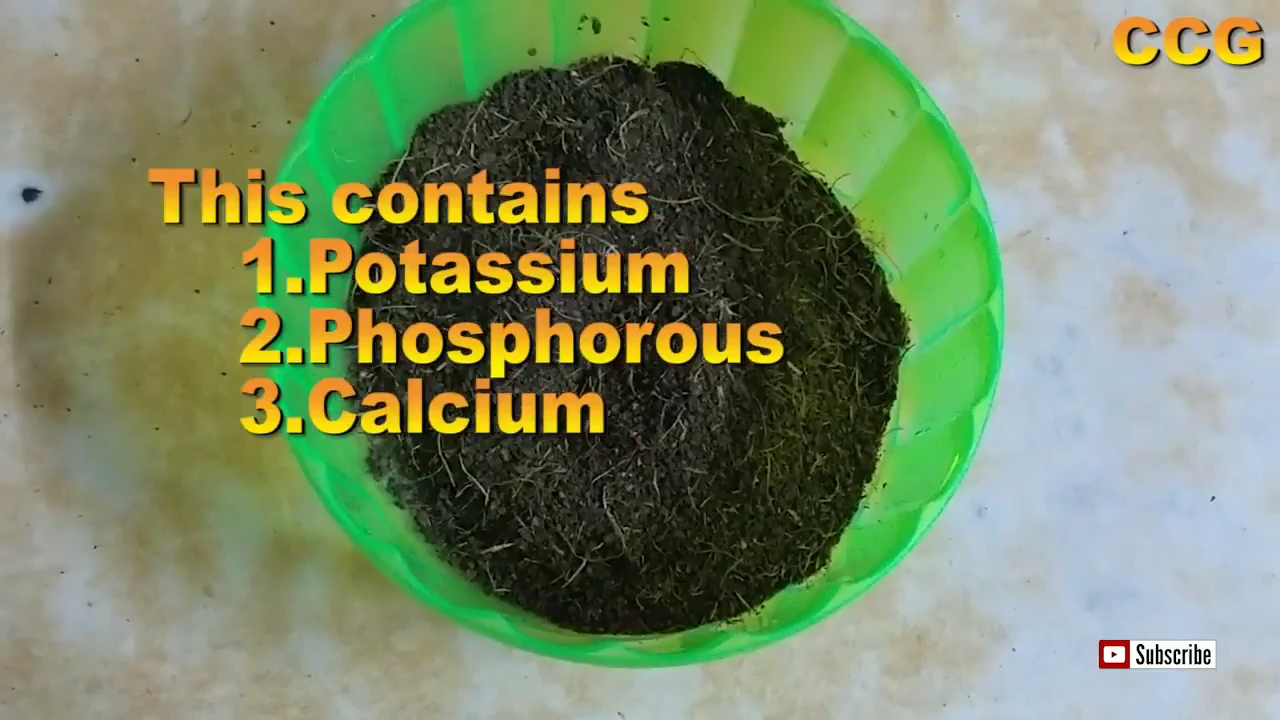 CCG
This contains
1.Potassium
2.Phosphorous
3.Calcium
Subscribe